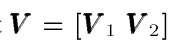 V = [V₁ V₂]